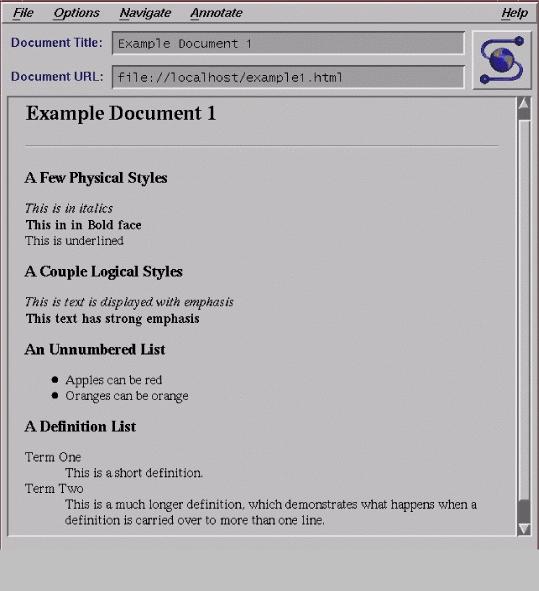 File Options Navigate Annotate Help
Document Title: Example Document 1
Document URL: file://localhost/example1.html
Example Document 1
A Few Physical Styles
This is in italics
This in in Bold face
This is underlined
A Couple Logical Styles
This is text is displayed with emphasis
This text has strong emphasis
An Unnumbered List
● Apples can be red
● Oranges can be orange
A Definition List
Term One
This is a short definition.
Term Two
This is a much longer definition, which demonstrates what happens when a
definition is carried over to more than one line.